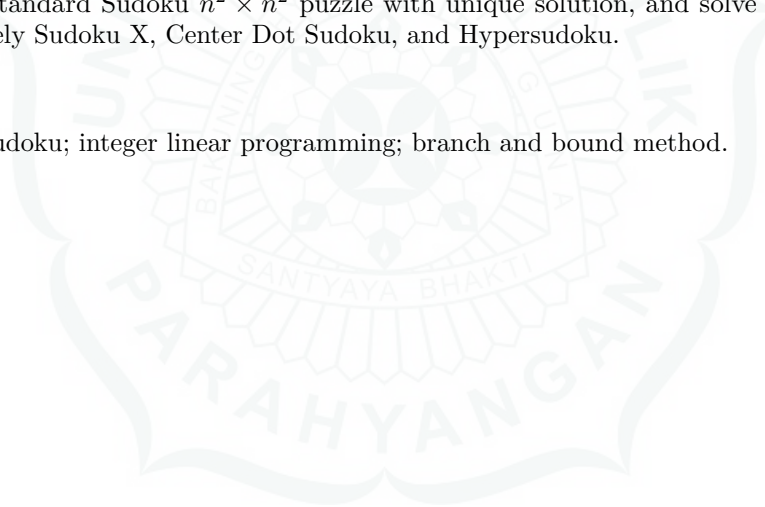 standard Sudoku n² × n² puzzle with unique solution, and solve
ely Sudoku X, Center Dot Sudoku, and Hypersudoku.
udoku; integer linear programming; branch and bound method.
SANTYAYA BHAKTI
PARAHYANGAN